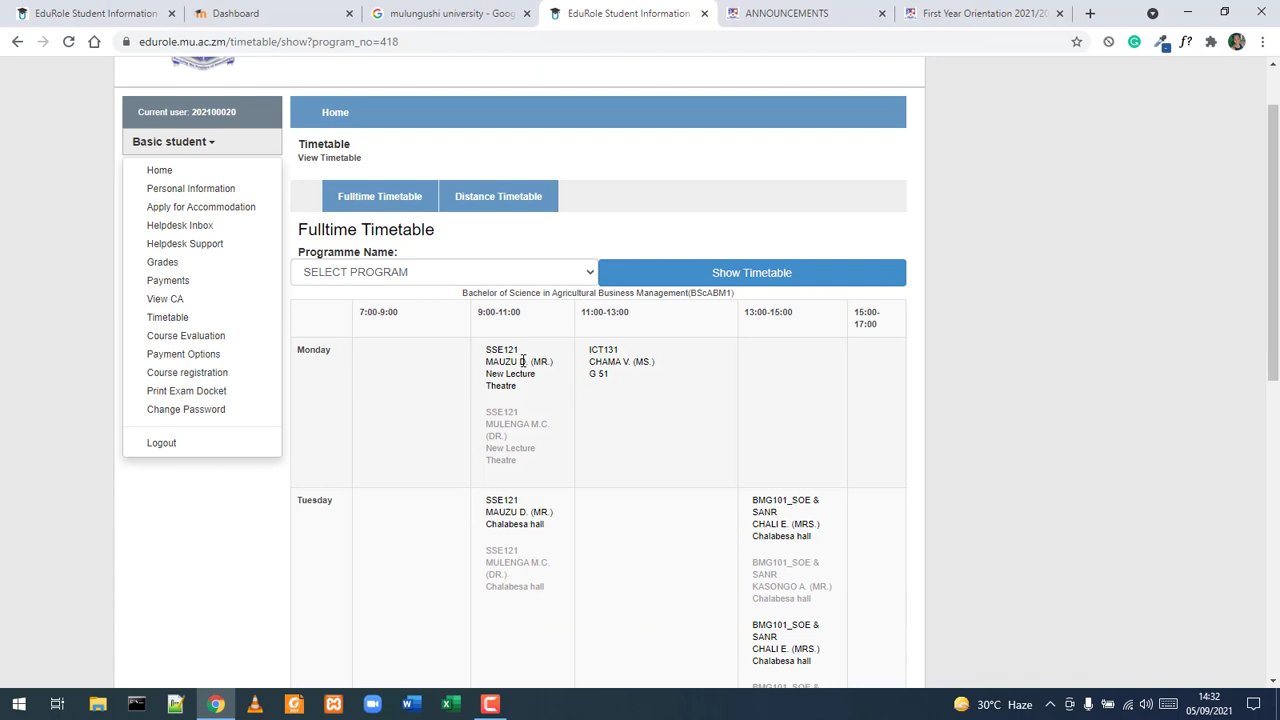 EduRole Student Information
Dashboard
mulungushi unversity - Goog
EduRole Student Information
ANNOUNCEMENTS
First Year Orientation 2021/20
edurole.mu.ac.zm/timetable/show?program_no=418
Current user: 202100020
Basic student
Home
Personal Information
Apply for Accommodation
Helpdesk Inbox
Helpdesk Support
Grades
Payments
View CA
Timetable
Course Evaluation
Payment Options
Course registration
Print Exam Docket
Change Password
Logout
Home
Timetable
View Timetable
Fulltime Timetable
Distance Timetable
Fulltime Timetable
Programme Name:
SELECT PROGRAM
Show Timetable
Bachelor of Science in Agricultural Business Management(BScABM1)
7:00-9:00
9:00-11:00
11:00-13:00
13:00-15:00
15:00-
17:00
Monday
SSE121
MAUZU D. (MR.)
New Lecture
Theatre
SSE121
MULENGA M.C.
(DR.)
New Lecture
Theatre
ICT131
CHAMA V. (MS.)
G 51
Tuesday
SSE121
MAUZU D. (MR.)
Chalabesa hall
SSE121
MULENGA M.C.
(DR.)
Chalabesa hall
BMG101_SOE &
SANR
CHALI E. (MRS.)
Chalabesa hall
BMG101_SOE &
SANR
KASONGO A. (MR.)
Chalabesa hall
BMG101_SOE &
SANR
CHALI E. (MRS.)
Chalabesa hall
BMG101_SOE &
30°C Haze
14:32
05/09/2021